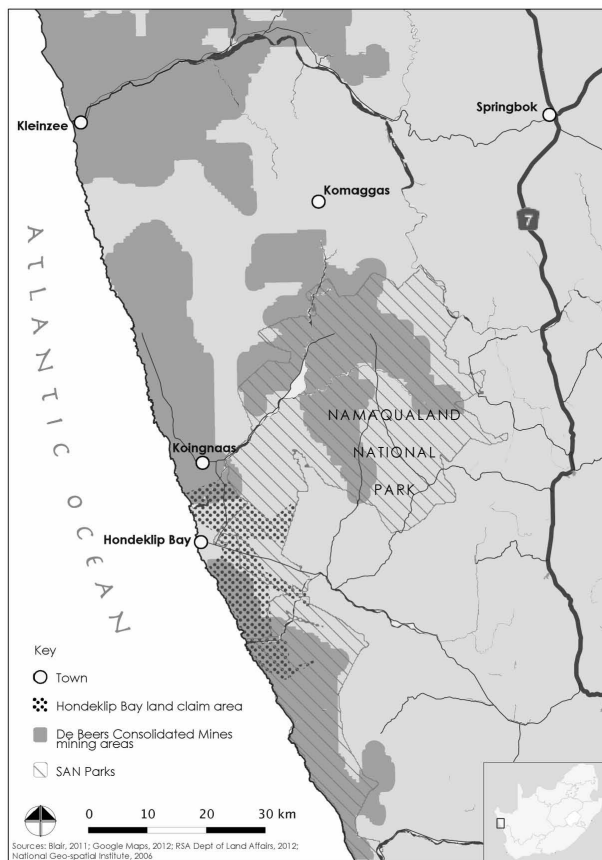 Springbok
Kleinzee
Komaggas
7
ATLANTIC OCEAN
NAMAQUALAND
NATIONAL
PARK
Koingnaas
Hondeklip Bay
Key
Town
Hondeklip Bay land claim area
De Beers Consolidated Mines
mining areas
SAN Parks
0 10 20 30 km
Sources: Blair, 2011; Google Maps, 2012; RSA Dept of Land Affairs, 2012;
National Geo-spatial Institute, 2006